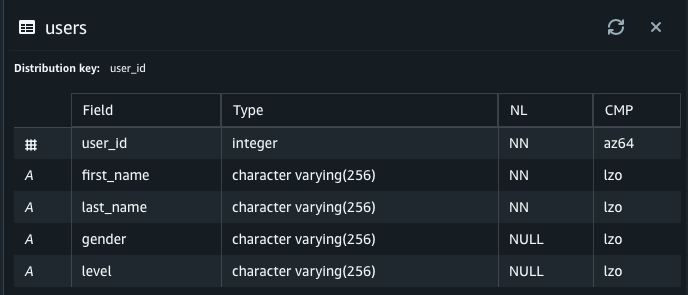 users
Distribution key: user_id
Field Type NL CMP
user_id integer NN az64
A first_name character varying(256) NN lzo
A last_name character varying(256) NN lzo
A gender character varying(256) NULL lzo
A level character varying(256) NULL lzo